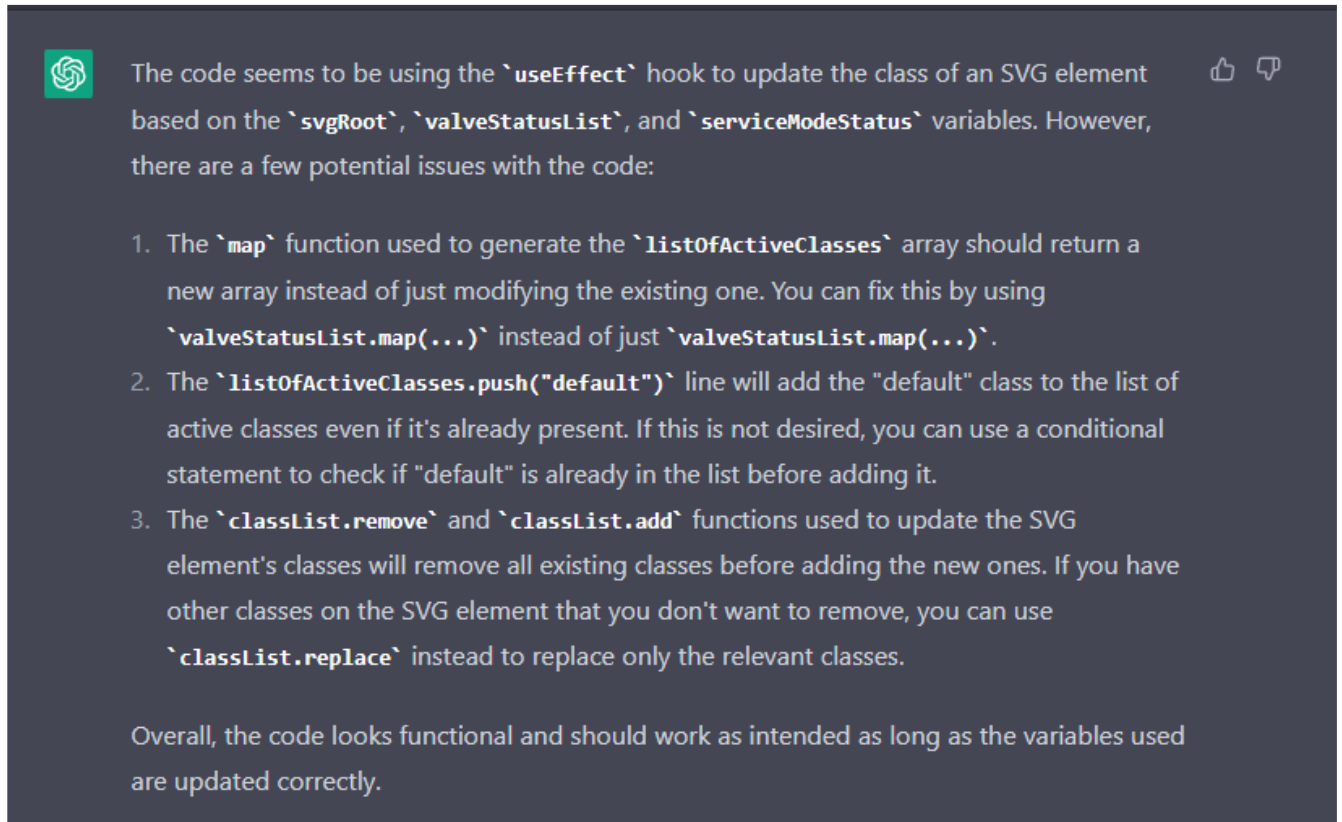 The code seems to be using the `useEffect` hook to update the class of an SVG element
based on the `svgRoot`, `valveStatusList`, and `serviceModeStatus` variables. However,
there are a few potential issues with the code:
1. The `map` function used to generate the `listOfActiveClasses` array should return a
new array instead of just modifying the existing one. You can fix this by using
`valveStatusList.map(...)` instead of just `valveStatusList.map(...)`.
2. The `listOfActiveClasses.push("default")` line will add the "default" class to the list of
active classes even if it's already present. If this is not desired, you can use a conditional
statement to check if "default" is already in the list before adding it.
3. The `classList.remove` and `classList.add` functions used to update the SVG
element's classes will remove all existing classes before adding the new ones. If you have
other classes on the SVG element that you don't want to remove, you can use
`classList.replace` instead to replace only the relevant classes.
Overall, the code looks functional and should work as intended as long as the variables used
are updated correctly.